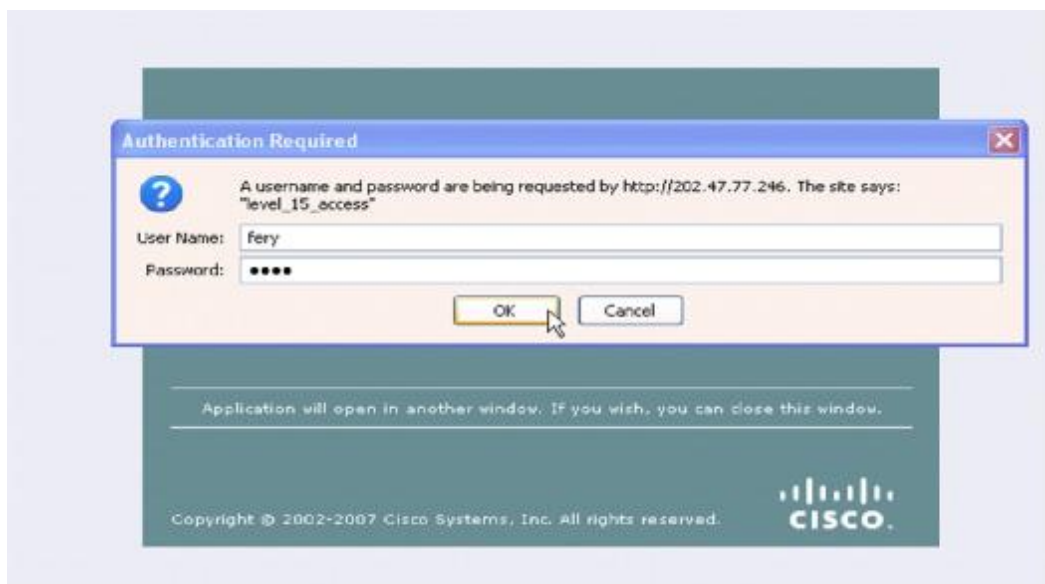 Authentication Required
A username and password are being requested by http://202.47.77.246. The site says:
"level_15_access"
User Name: fery
Password: ••••
OK Cancel
Application will open in another window. If you wish, you can close this window.
Copyright © 2002-2007 Cisco Systems, Inc. All rights reserved.
CISCO.